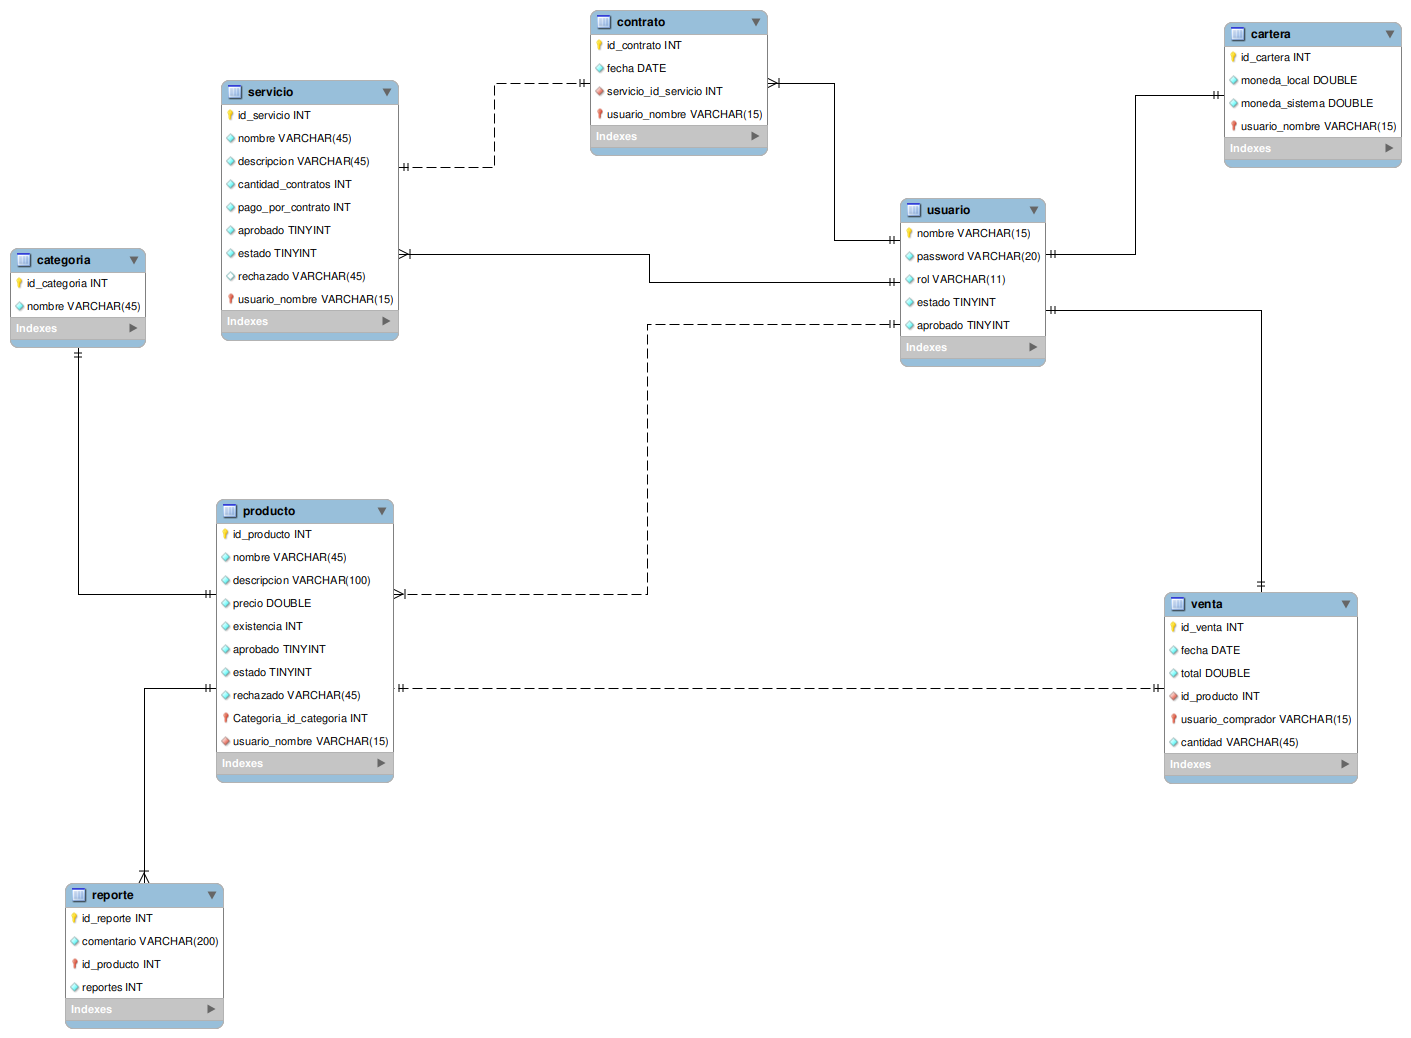 contrato
id_contrato INT
fecha DATE
servicio_id_servicio INT
usuario_nombre VARCHAR(15)
Indexes
cartera
id_cartera INT
moneda_local DOUBLE
moneda_sistema DOUBLE
usuario_nombre VARCHAR(15)
Indexes
servicio
id_servicio INT
nombre VARCHAR(45)
descripcion VARCHAR(45)
cantidad_contratos INT
pago_por_contrato INT
aprobado TINYINT
estado TINYINT
rechazado VARCHAR(45)
usuario_nombre VARCHAR(15)
Indexes
usuario
nombre VARCHAR(15)
password VARCHAR(20)
rol VARCHAR(11)
estado TINYINT
aprobado TINYINT
Indexes
categoria
id_categoria INT
nombre VARCHAR(45)
Indexes
producto
id_producto INT
nombre VARCHAR(45)
descripcion VARCHAR(100)
precio DOUBLE
existencia INT
aprobado TINYINT
estado TINYINT
rechazado VARCHAR(45)
Categoria_id_categoria INT
usuario_nombre VARCHAR(15)
Indexes
venta
id_venta INT
fecha DATE
total DOUBLE
id_producto INT
usuario_comprador VARCHAR(15)
cantidad VARCHAR(45)
Indexes
reporte
id_reporte INT
comentario VARCHAR(200)
id_producto INT
reportes INT
Indexes